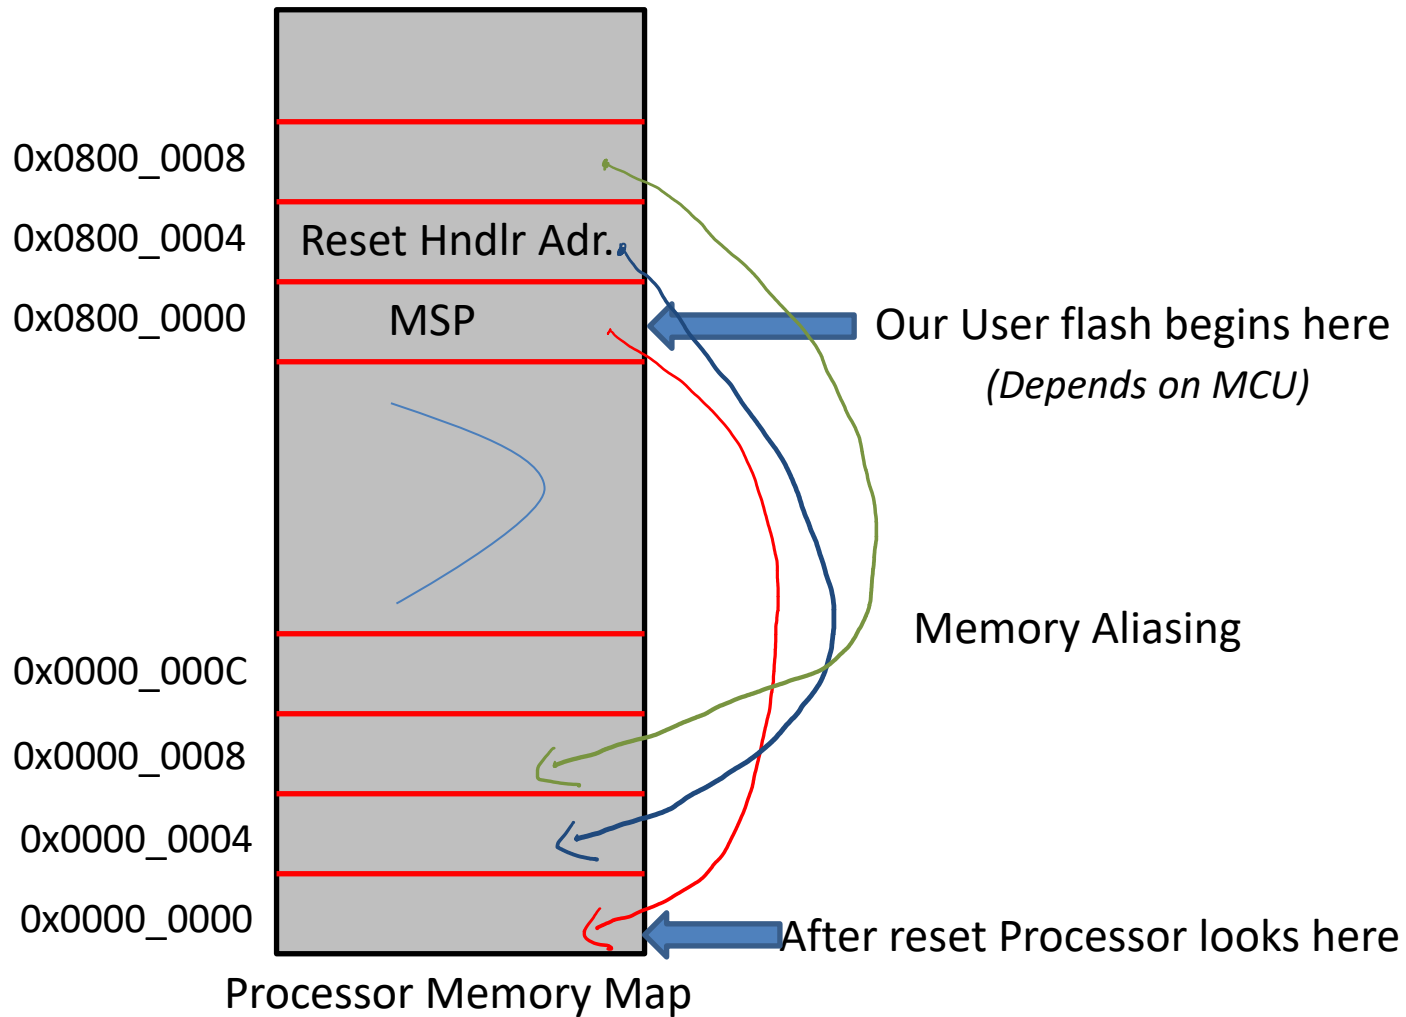 0x0800_0008
0x0800_0004
Reset Hndlr Adr..
0x0800_0000
MSP
Our User flash begins here
(Depends on MCU)
Memory Aliasing
0x0000_000C
0x0000_0008
0x0000_0004
0x0000_0000
After reset Processor looks here
Processor Memory Map